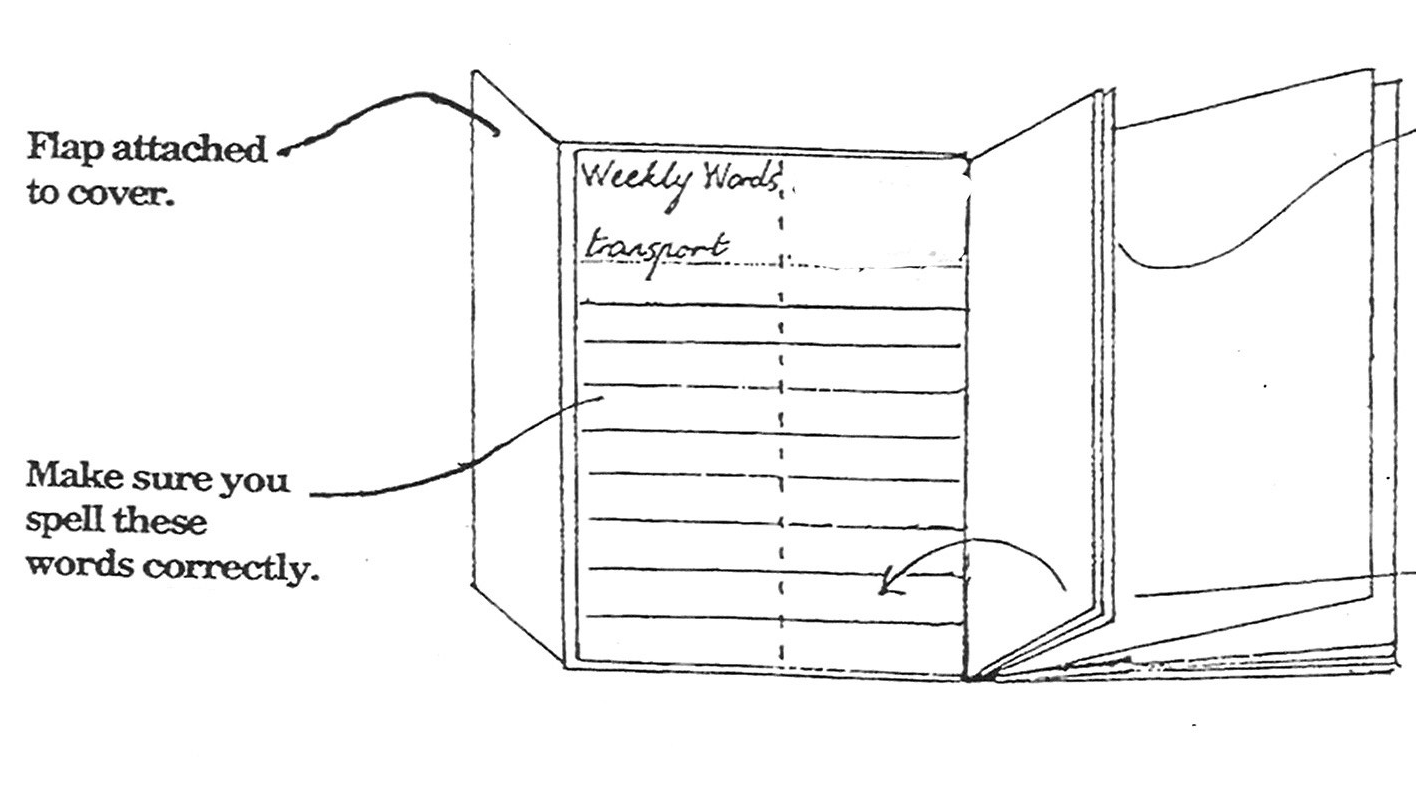 Flap attached
to cover.
Weekly Words
transport
Make sure you
spell these
words correctly.